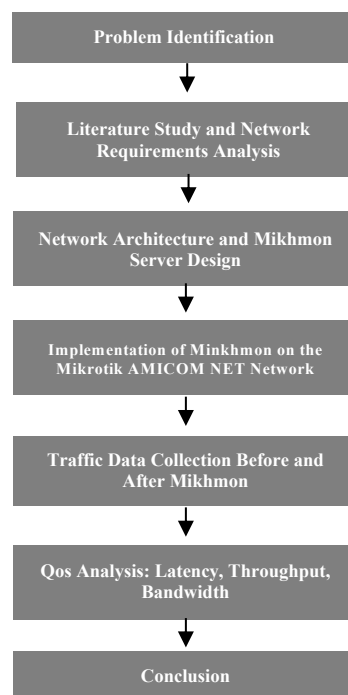 Problem Identification
Literature Study and Network
Requirements Analysis
Network Architecture and Mikhmon
Server Design
Implementation of Minkhmon on the
Mikrotik AMICOM NET Network
Traffic Data Collection Before and
After Mikhmon
Qos Analysis: Latency, Throughput,
Bandwidth
Conclusion